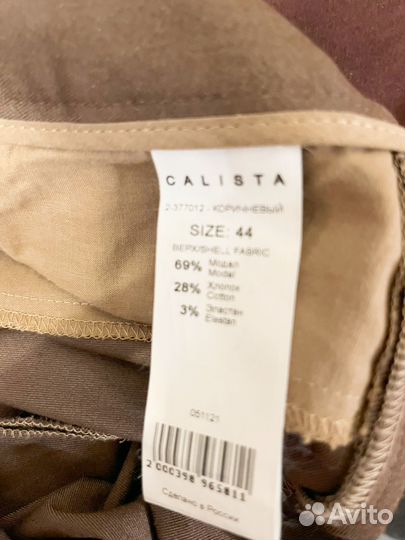 CALISTA
2-377012 - КОРИЧНЕВЫЙ
SIZE: 44
ВЕРХ/SHELL FABRIC
69% Модал
Modal
28% Хлопок
Cotton
3% Эластан
Elastan
051121
2 000398 965811
Сделано в России
Avito